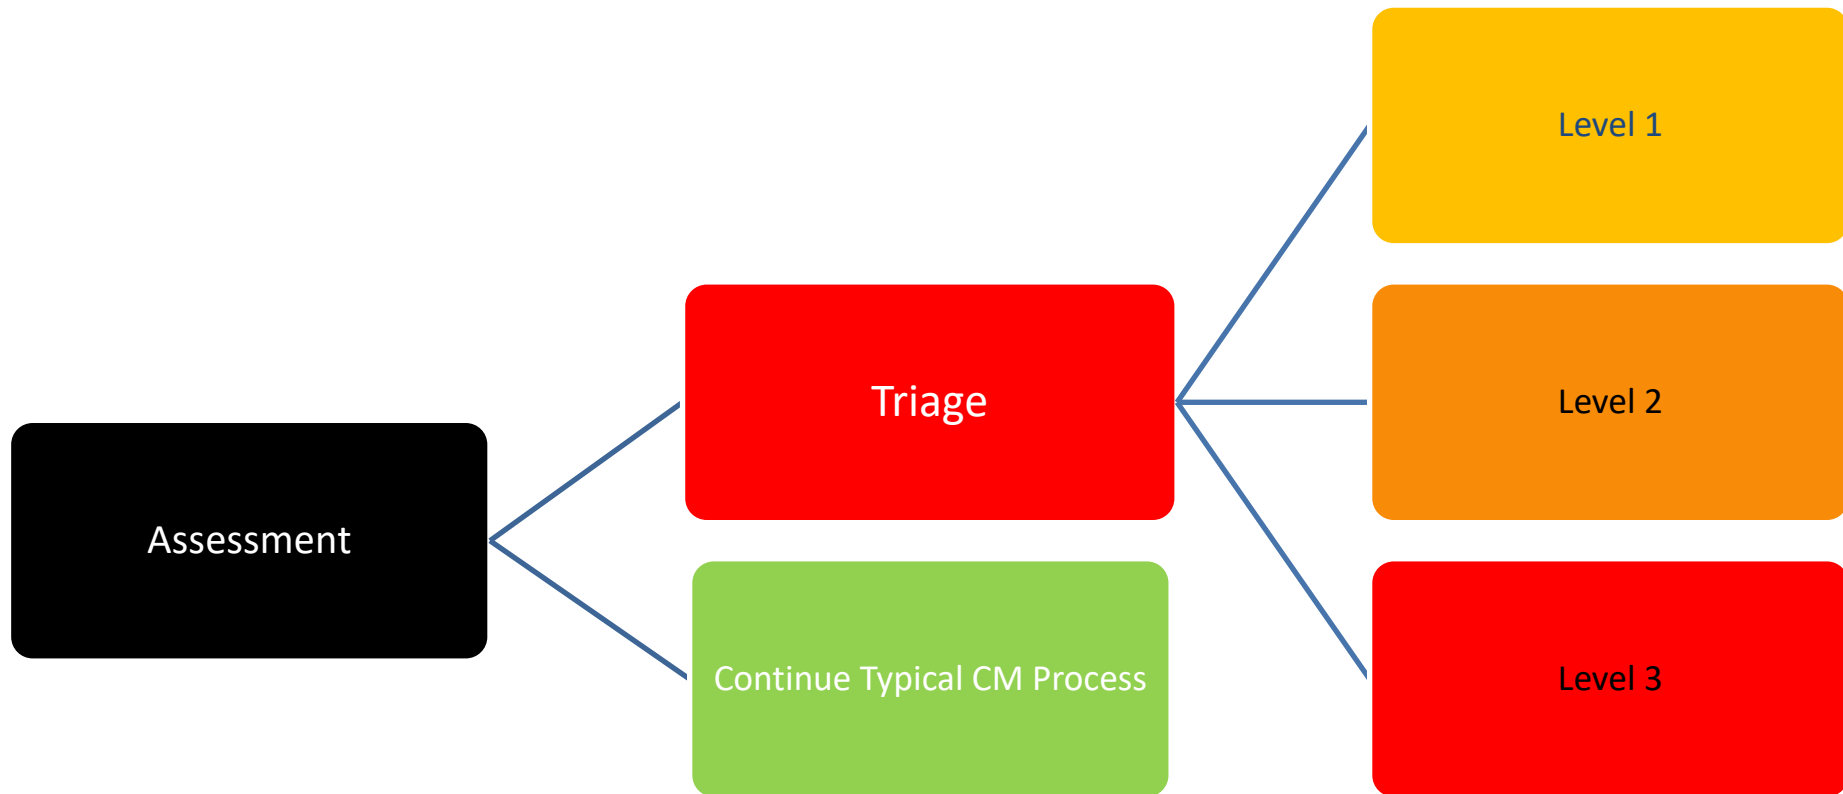 Assessment
Triage
Continue Typical CM Process
Level 1
Level 2
Level 3